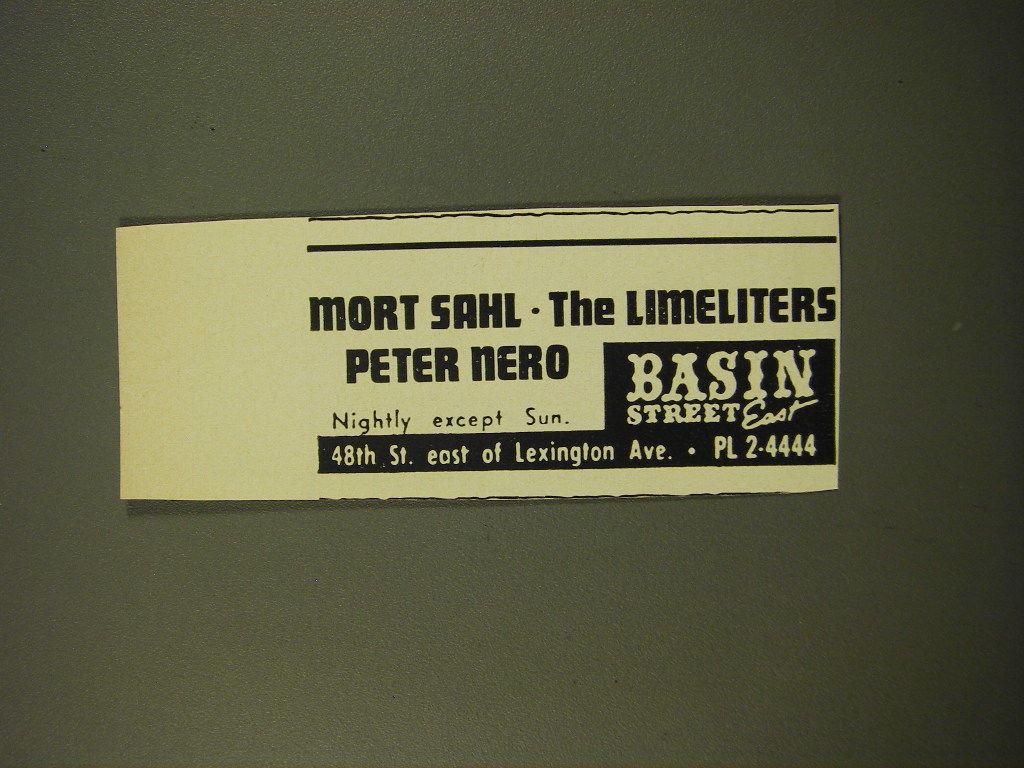 MORT SAHL · The LIMELITERS
PETER NERO
BASIN
STREET East
Nightly except Sun.
48th St. east of Lexington Ave. • PL 2-4444